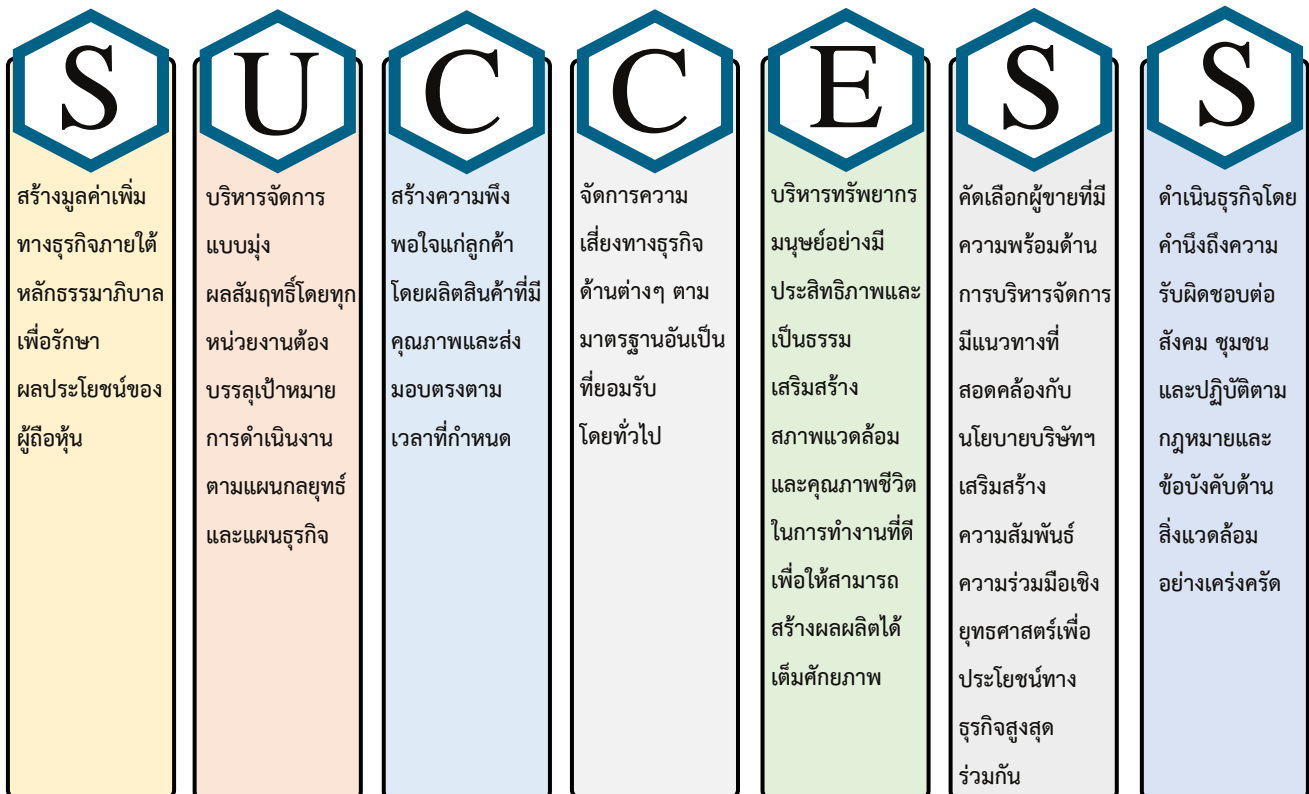 S
สร้างมูลค่าเพิ่ม
ทางธุรกิจภายใต้
หลักธรรมาภิบาล
เพื่อรักษา
ผลประโยชน์ของ
ผู้ถือหุ้น
U
บริหารจัดการ
แบบมุ่ง
ผลสัมฤทธิ์โดยทุก
หน่วยงานต้อง
บรรลุเป้าหมาย
การดำเนินงาน
ตามแผนกลยุทธ์
และแผนธุรกิจ
C
สร้างความพึง
พอใจแก่ลูกค้า
โดยผลิตสินค้าที่มี
คุณภาพและส่ง
มอบตรงตาม
เวลาที่กำหนด
C
จัดการความ
เสี่ยงทางธุรกิจ
ด้านต่างๆ ตาม
มาตรฐานอันเป็น
ที่ยอมรับ
โดยทั่วไป
E
บริหารทรัพยากร
มนุษย์อย่างมี
ประสิทธิภาพและ
เป็นธรรม
เสริมสร้าง
สภาพแวดล้อม
และคุณภาพชีวิต
ในการทำงานที่ดี
เพื่อให้สามารถ
สร้างผลผลิตได้
เต็มศักยภาพ
S
คัดเลือกผู้ขายที่มี
ความพร้อมด้าน
การบริหารจัดการ
มีแนวทางที่
สอดคล้องกับ
นโยบายบริษัทฯ
เสริมสร้าง
ความสัมพันธ์
ความร่วมมือเชิง
ยุทธศาสตร์เพื่อ
ประโยชน์ทาง
ธุรกิจสูงสุด
ร่วมกัน
S
ดำเนินธุรกิจโดย
คำนึงถึงความ
รับผิดชอบต่อ
สังคม ชุมชน
และปฏิบัติตาม
กฎหมายและ
ข้อบังคับด้าน
สิ่งแวดล้อม
อย่างเคร่งครัด